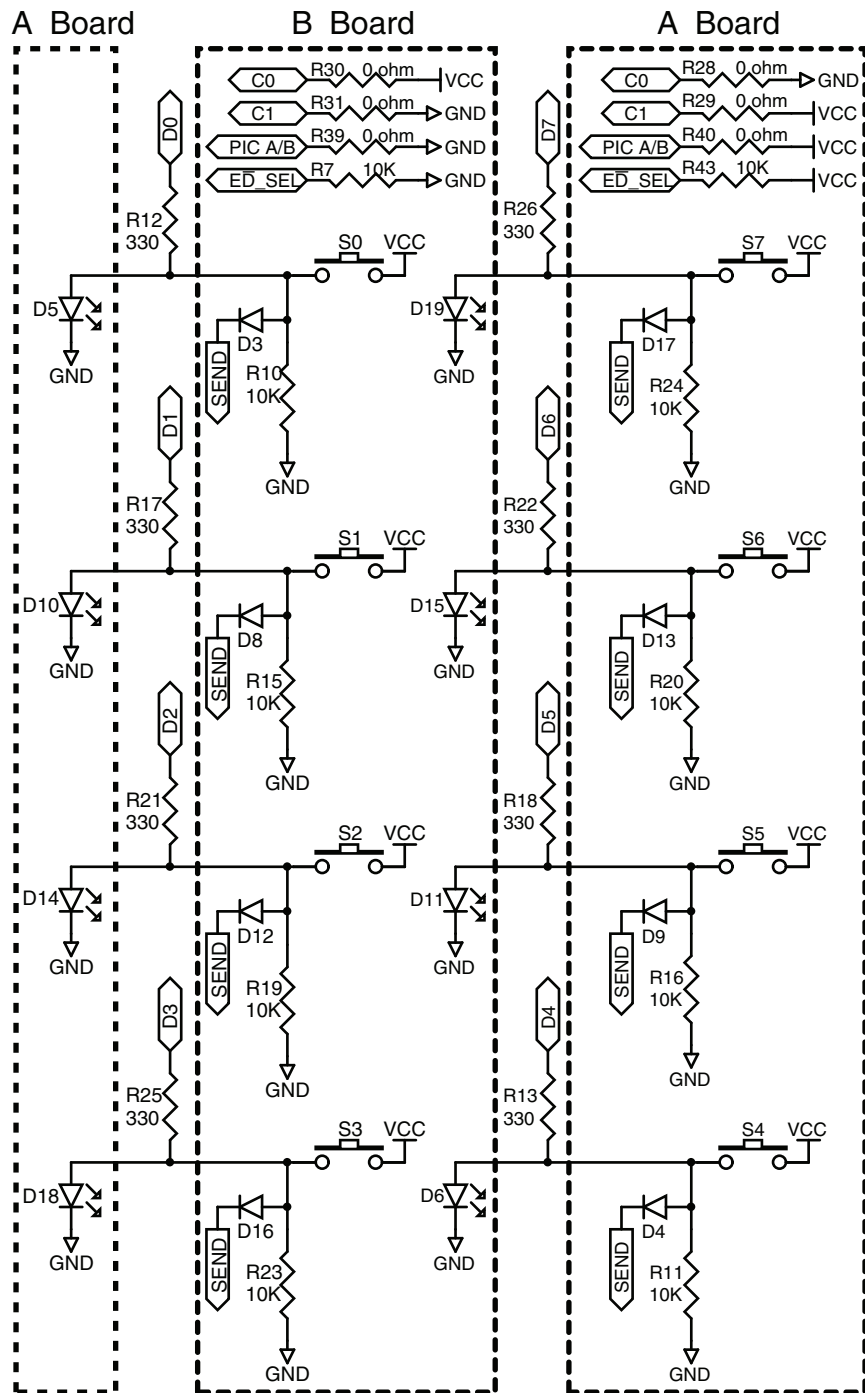 A Board
B Board
A Board
C0 R30 0 ohm VCC
C1 R31 0 ohm GND
PIC A/B R39 0 ohm GND
ED_SEL R7 10K GND
C0 R28 0 ohm GND
C1 R29 0 ohm VCC
PIC A/B R40 0 ohm VCC
ED_SEL R43 10K VCC
D0
D7
R12
330
S0
VCC
R26
330
S7
VCC
D5
D3
D19
D17
GND
SEND
R10
10K
GND
SEND
R24
10K
GND
GND
D1
D6
R17
330
S1
VCC
R22
330
S6
VCC
D10
D8
D15
D13
GND
SEND
R15
10K
GND
SEND
R20
10K
GND
GND
D2
D5
R21
330
S2
VCC
R18
330
S5
VCC
D14
D12
D11
D9
GND
SEND
R19
10K
GND
SEND
R16
10K
GND
GND
D3
D4
R25
330
S3
VCC
R13
330
S4
VCC
D18
D16
D6
D4
GND
SEND
R23
10K
GND
SEND
R11
10K
GND
GND